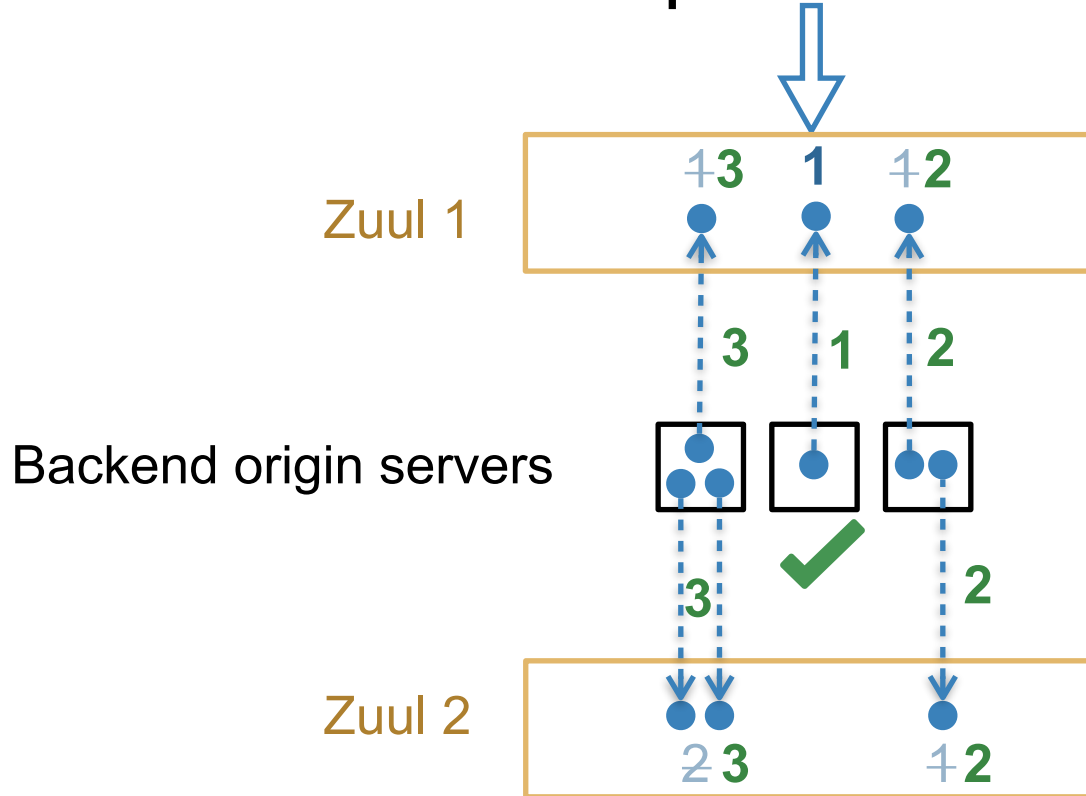 1 3 1 1 2
Zuul 1
3 1 2
Backend origin servers
3 2
Zuul 2
2 3 1 2